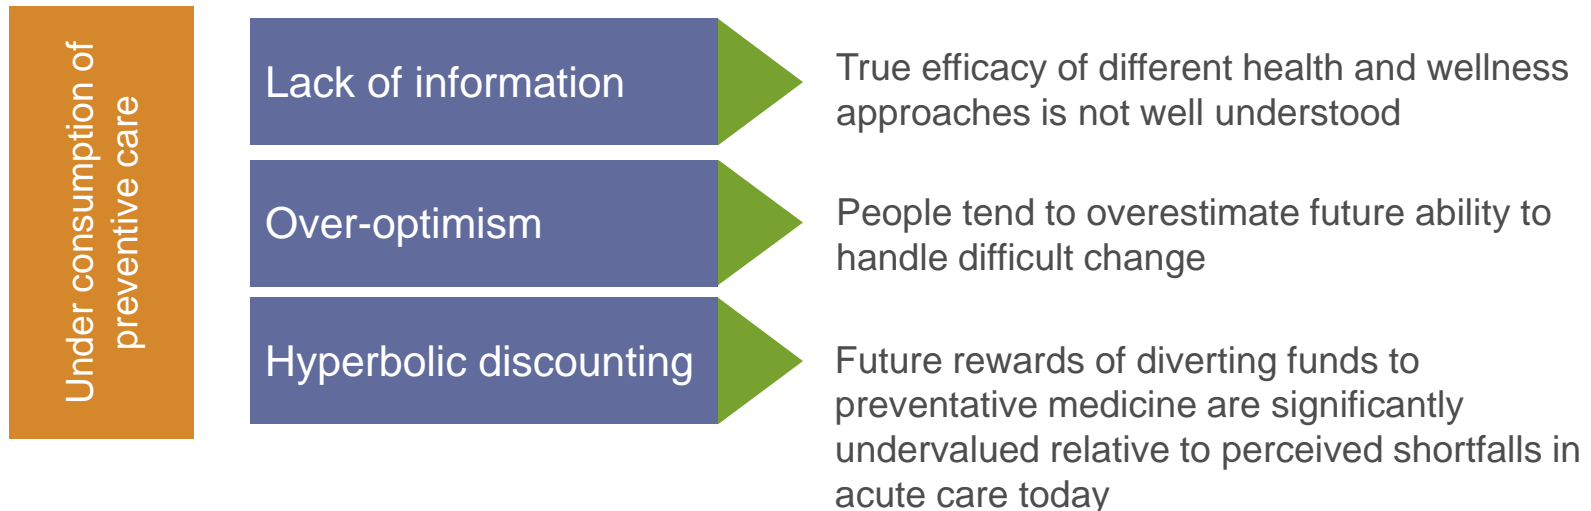 Under consumption of
preventive care
Lack of information
True efficacy of different health and wellness
approaches is not well understood
Over-optimism
People tend to overestimate future ability to
handle difficult change
Hyperbolic discounting
Future rewards of diverting funds to
preventative medicine are significantly
undervalued relative to perceived shortfalls in
acute care today